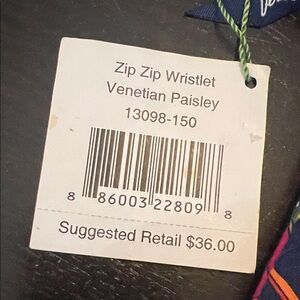 Zip Zip Wristlet
Venetian Paisley
13098-150
8 86003 22809 8
Suggested Retail $36.00